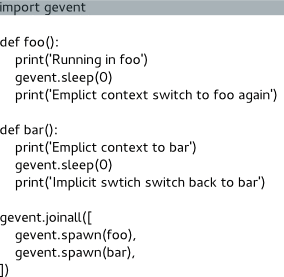 import gevent

def foo():
    print('Running in foo')
    gevent.sleep(0)
    print('Emplict context switch to foo again')

def bar():
    print('Emplict context to bar')
    gevent.sleep(0)
    print('Implicit swtich switch back to bar')

gevent.joinall([
    gevent.spawn(foo),
    gevent.spawn(bar),
])